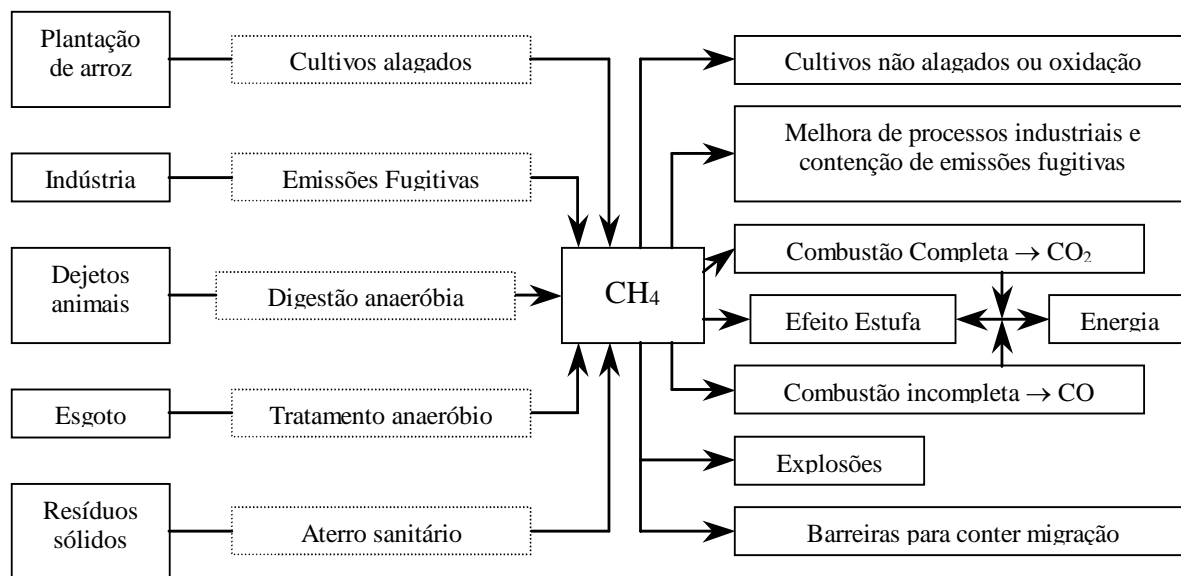 Plantação
de arroz
Cultivos alagados
Cultivos não alagados ou oxidação
Melhora de processos industriais e
contenção de emissões fugitivas
Indústria
Emissões Fugitivas
Combustão Completa → CO₂
Dejetos
animais
Digestão anaeróbia
CH₄
Efeito Estufa
Energia
Combustão incompleta → CO
Esgoto
Tratamento anaeróbio
Explosões
Resíduos
sólidos
Aterro sanitário
Barreiras para conter migração